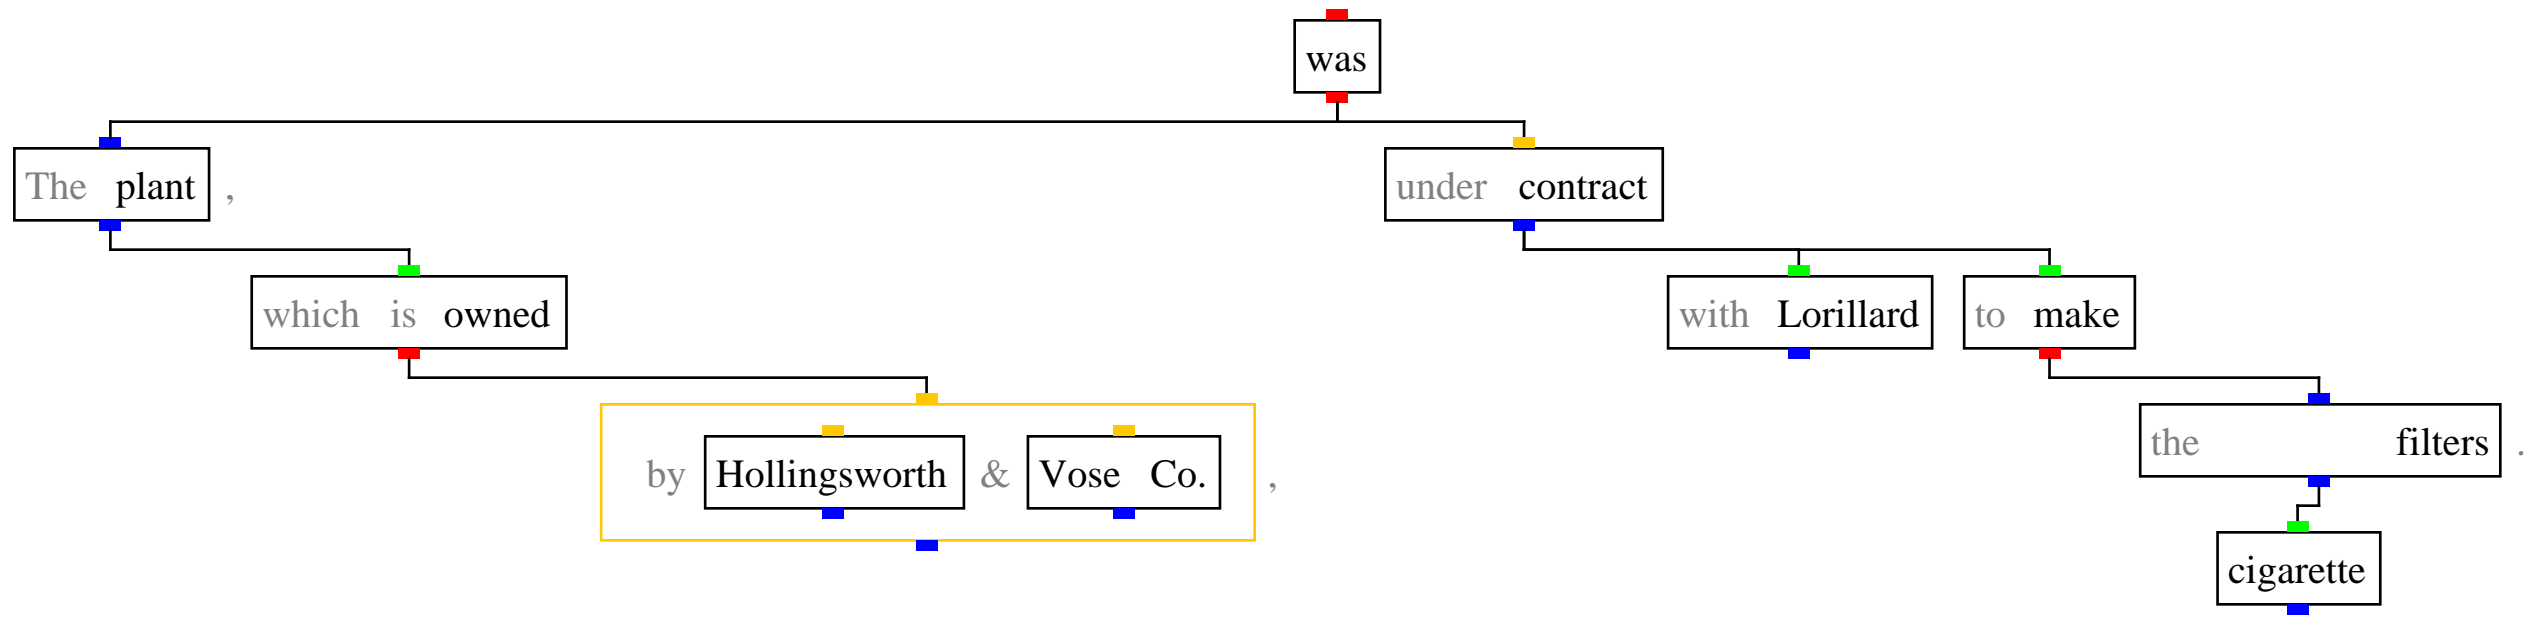 was
The plant , under contract
which is owned with Lorillard to make
by Hollingsworth & Vose Co. , the filters .
cigarette